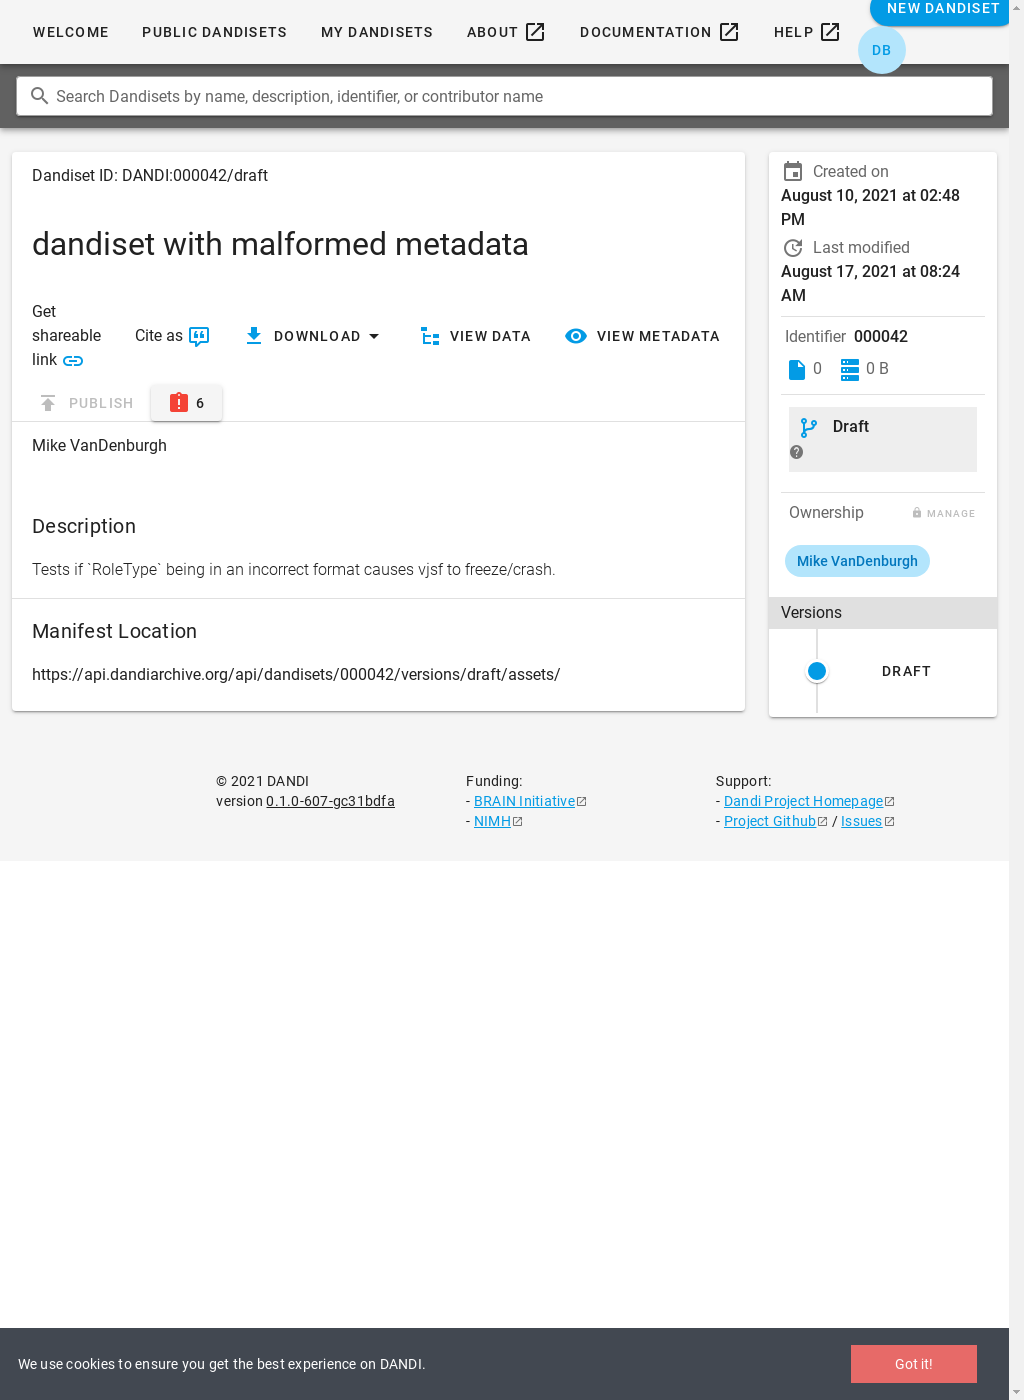 WELCOME PUBLIC DANDISETS MY DANDISETS ABOUT DOCUMENTATION HELP NEW DANDISET
DB
Search Dandisets by name, description, identifier, or contributor name
Dandiset ID: DANDI:000042/draft
dandiset with malformed metadata
Get
shareable
link
Cite as DOWNLOAD VIEW DATA VIEW METADATA
PUBLISH 6
Mike VanDenburgh
Description
Tests if `RoleType` being in an incorrect format causes vjsf to freeze/crash.
Manifest Location
https://api.dandiarchive.org/api/dandisets/000042/versions/draft/assets/
Created on
August 10, 2021 at 02:48
PM
Last modified
August 17, 2021 at 08:24
AM
Identifier 000042
0 0 B
Draft
Ownership MANAGE
Mike VanDenburgh
Versions
DRAFT
© 2021 DANDI
version 0.1.0-607-gc31bdfa
Funding:
- BRAIN Initiative
- NIMH
Support:
- Dandi Project Homepage
- Project Github / Issues
We use cookies to ensure you get the best experience on DANDI.
Got it!